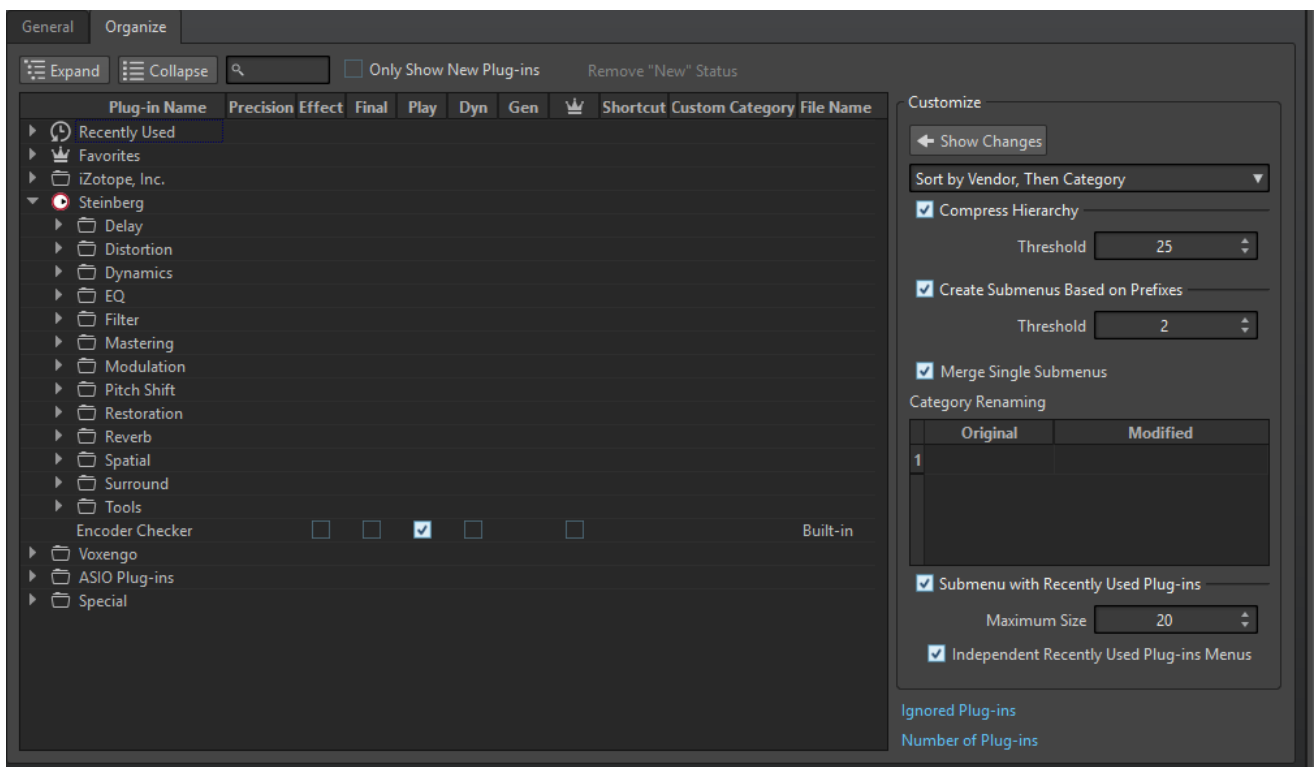 General Organize
Expand Collapse Only Show New Plug-ins Remove "New" Status
Plug-in Name Precision Effect Final Play Dyn Gen Shortcut Custom Category File Name
Recently Used
Favorites
iZotope, Inc.
Steinberg
Delay
Distortion
Dynamics
EQ
Filter
Mastering
Modulation
Pitch Shift
Restoration
Reverb
Spatial
Surround
Tools
Encoder Checker Built-in
Voxengo
ASIO Plug-ins
Special
Customize
Show Changes
Sort by Vendor, Then Category
Compress Hierarchy
Threshold 25
Create Submenus Based on Prefixes
Threshold 2
Merge Single Submenus
Category Renaming
Original Modified
1
Submenu with Recently Used Plug-ins
Maximum Size 20
Independent Recently Used Plug-ins Menus
Ignored Plug-ins
Number of Plug-ins